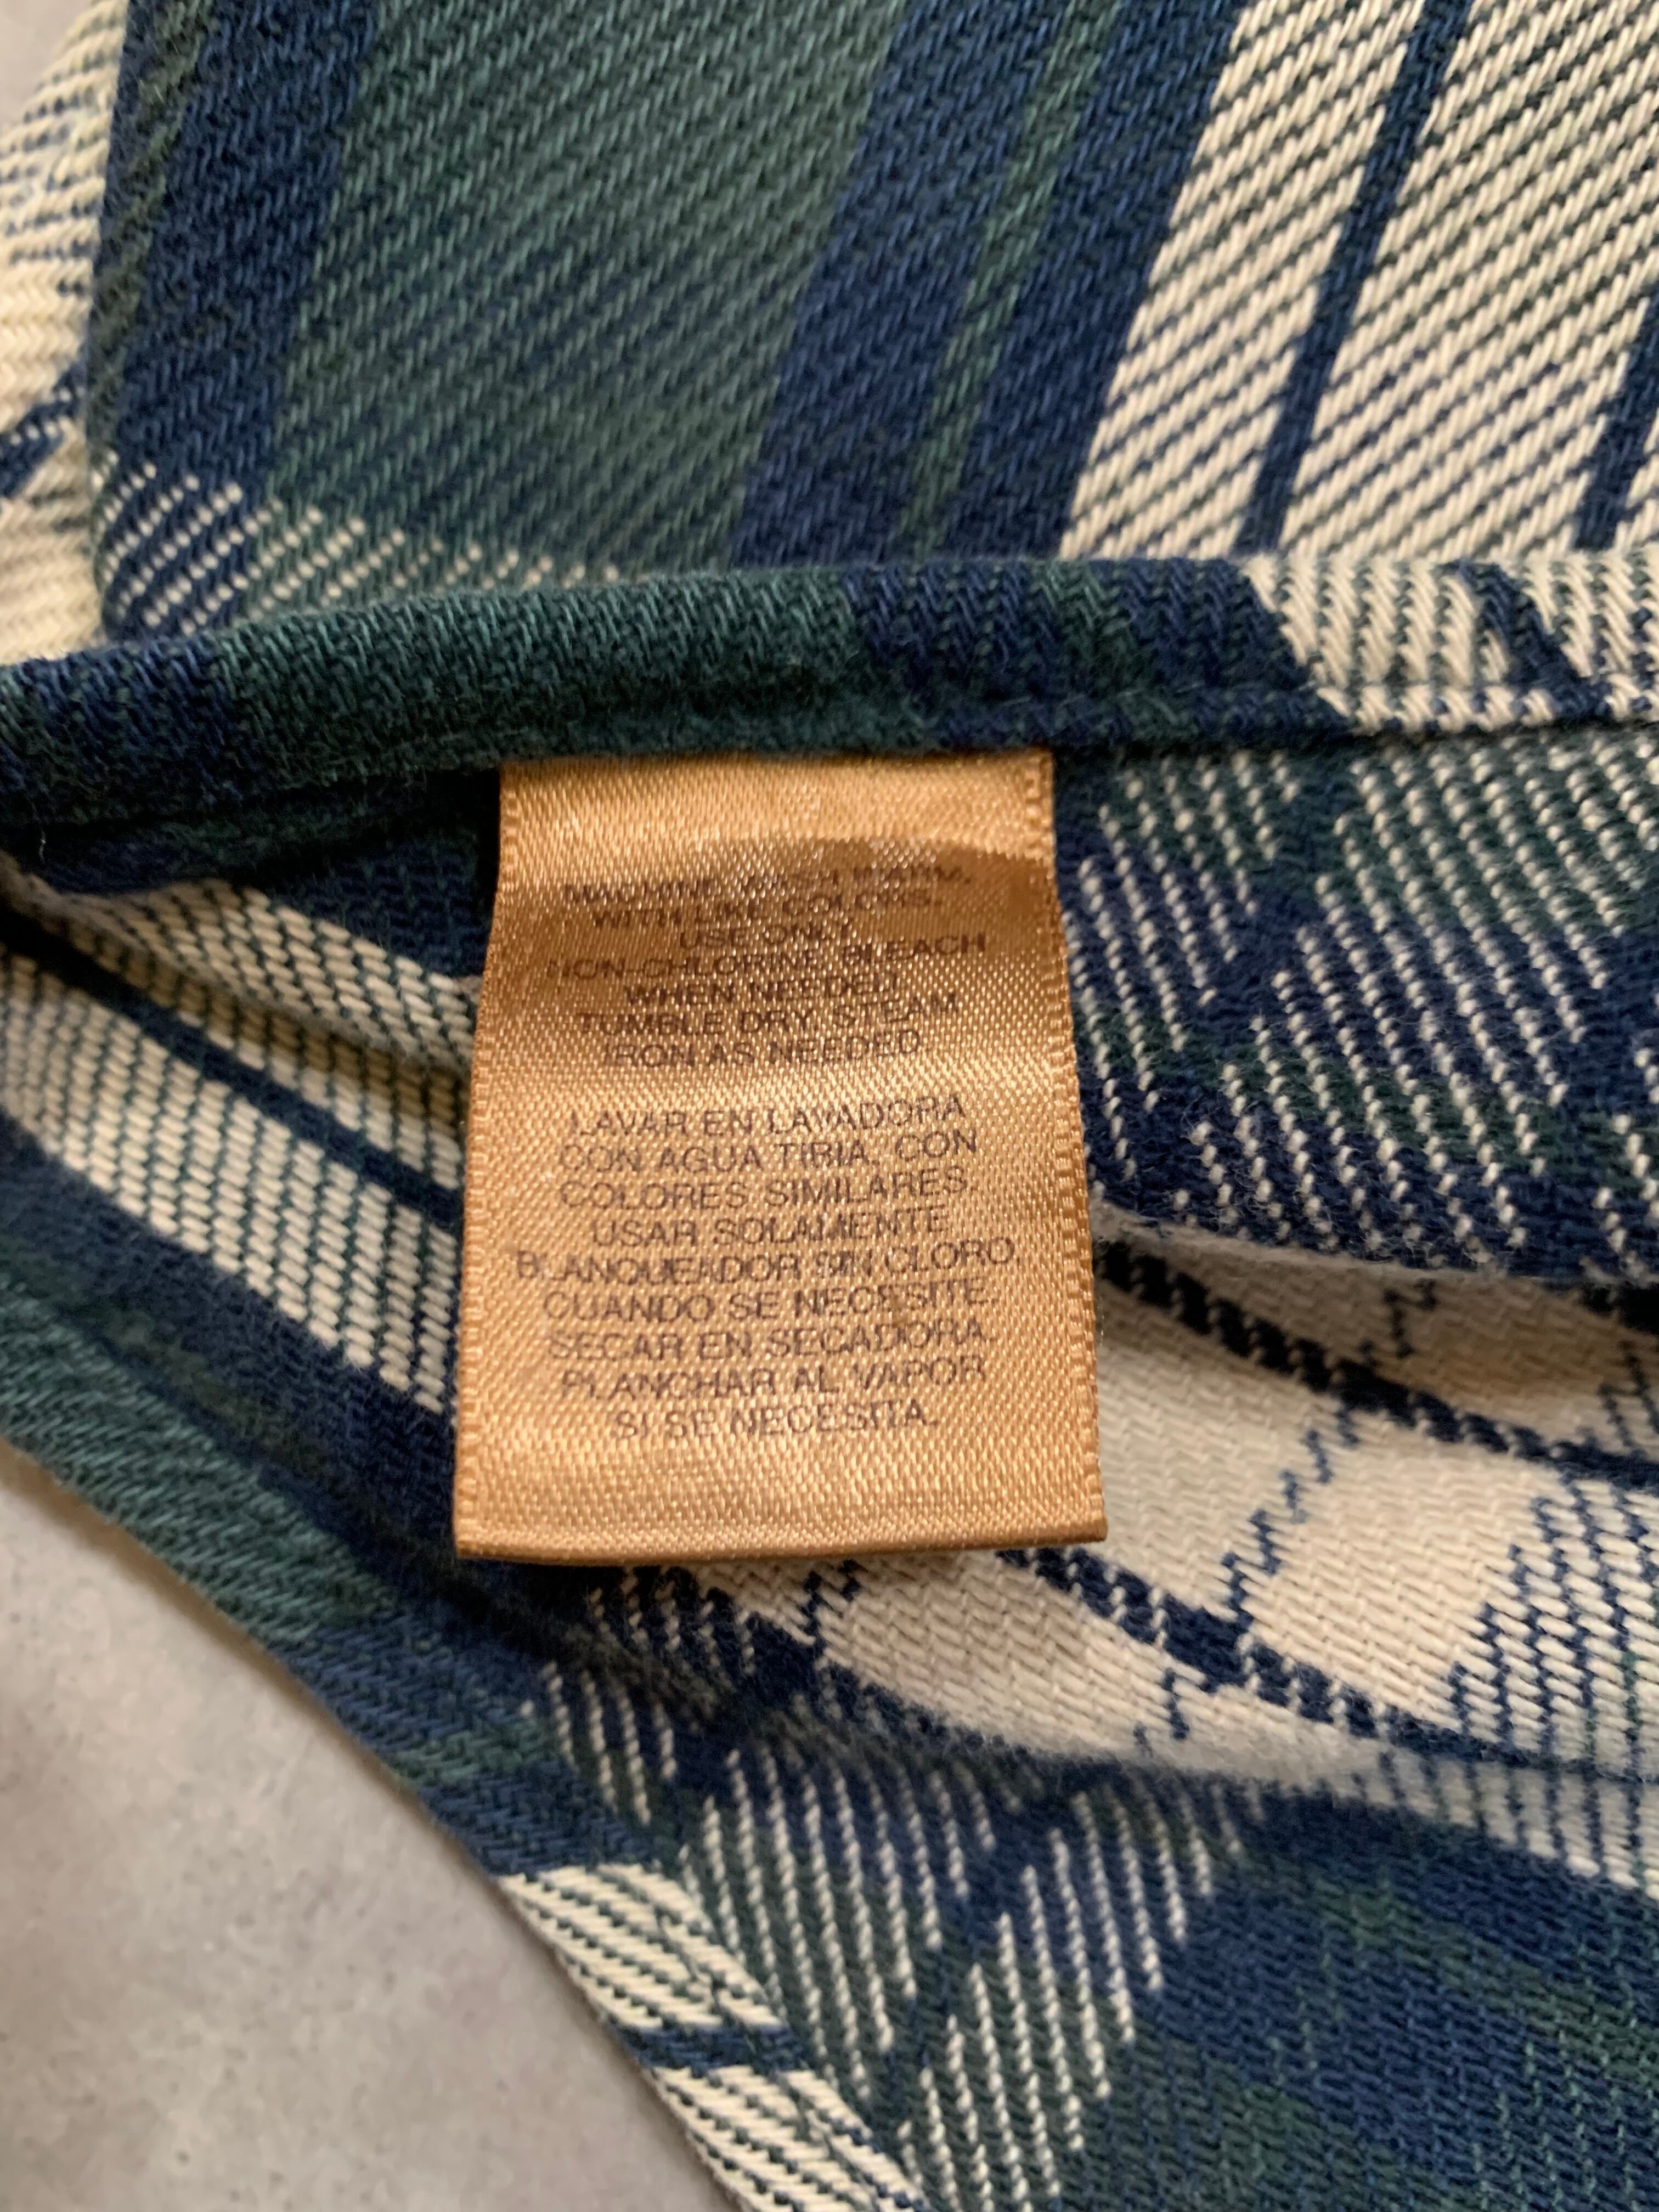 MACHINE WASH WARM,
WITH LIKE COLORS.
USE ONLY
NON-CHLORINE BLEACH
WHEN NEEDED.
TUMBLE DRY. STEAM
IRON AS NEEDED.
LAVAR EN LAVADORA
CON AGUA TIBIA, CON
COLORES SIMILARES.
USAR SOLAMENTE
BLANQUEADOR SIN CLORO
CUANDO SE NECESITE.
SECAR EN SECADORA.
PLANCHAR AL VAPOR
SI SE NECESITA.